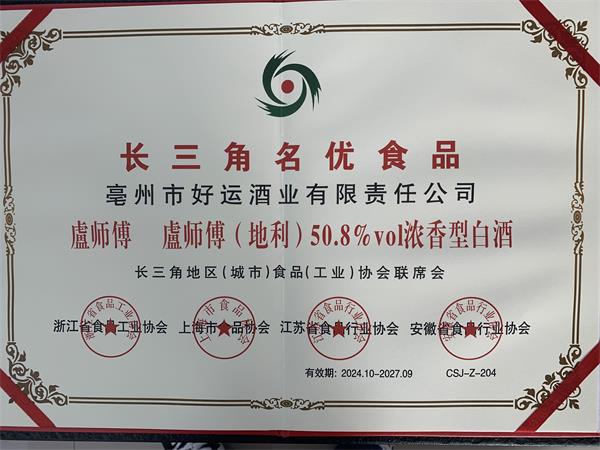 长三角名优食品
亳州市好运酒业有限责任公司
盧师傅 盧师傅（地利）50.8%vol浓香型白酒
长三角地区(城市)食品(工业)协会联席会
浙江省食品工业协会 上海市食品协会 江苏省食品行业协会 安徽省食品行业协会
有效期: 2024.10-2027.09 CSJ-Z-204